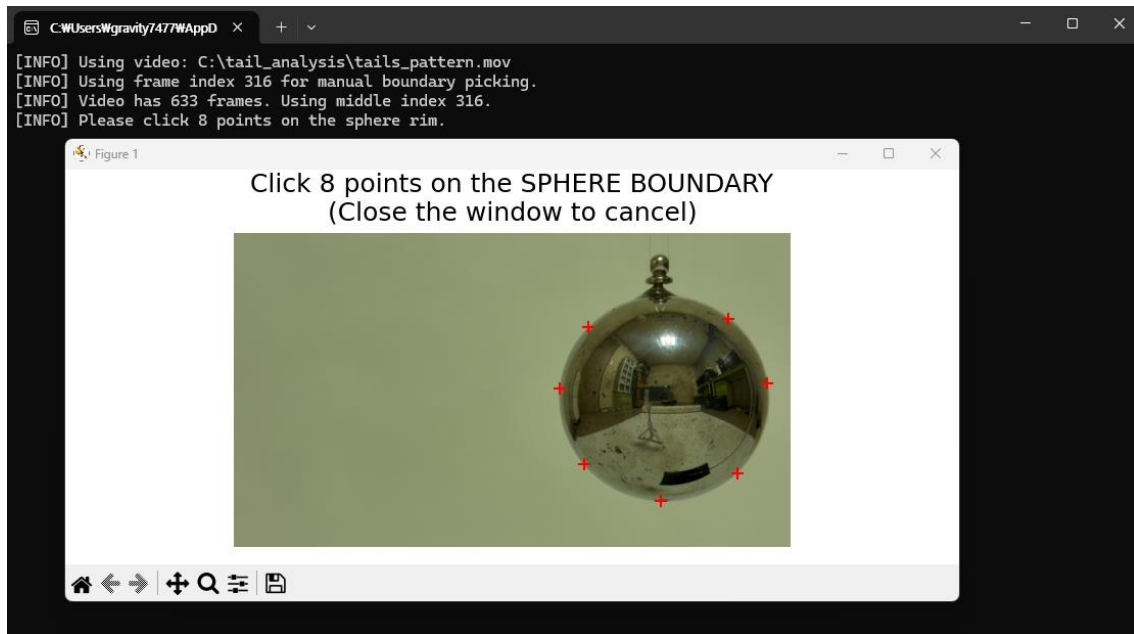 C:₩Users₩gravity7477₩AppD
[INFO] Using video: C:\tail_analysis\tails_pattern.mov
[INFO] Using frame index 316 for manual boundary picking.
[INFO] Video has 633 frames. Using middle index 316.
[INFO] Please click 8 points on the sphere rim.
Figure 1
Click 8 points on the SPHERE BOUNDARY
(Close the window to cancel)